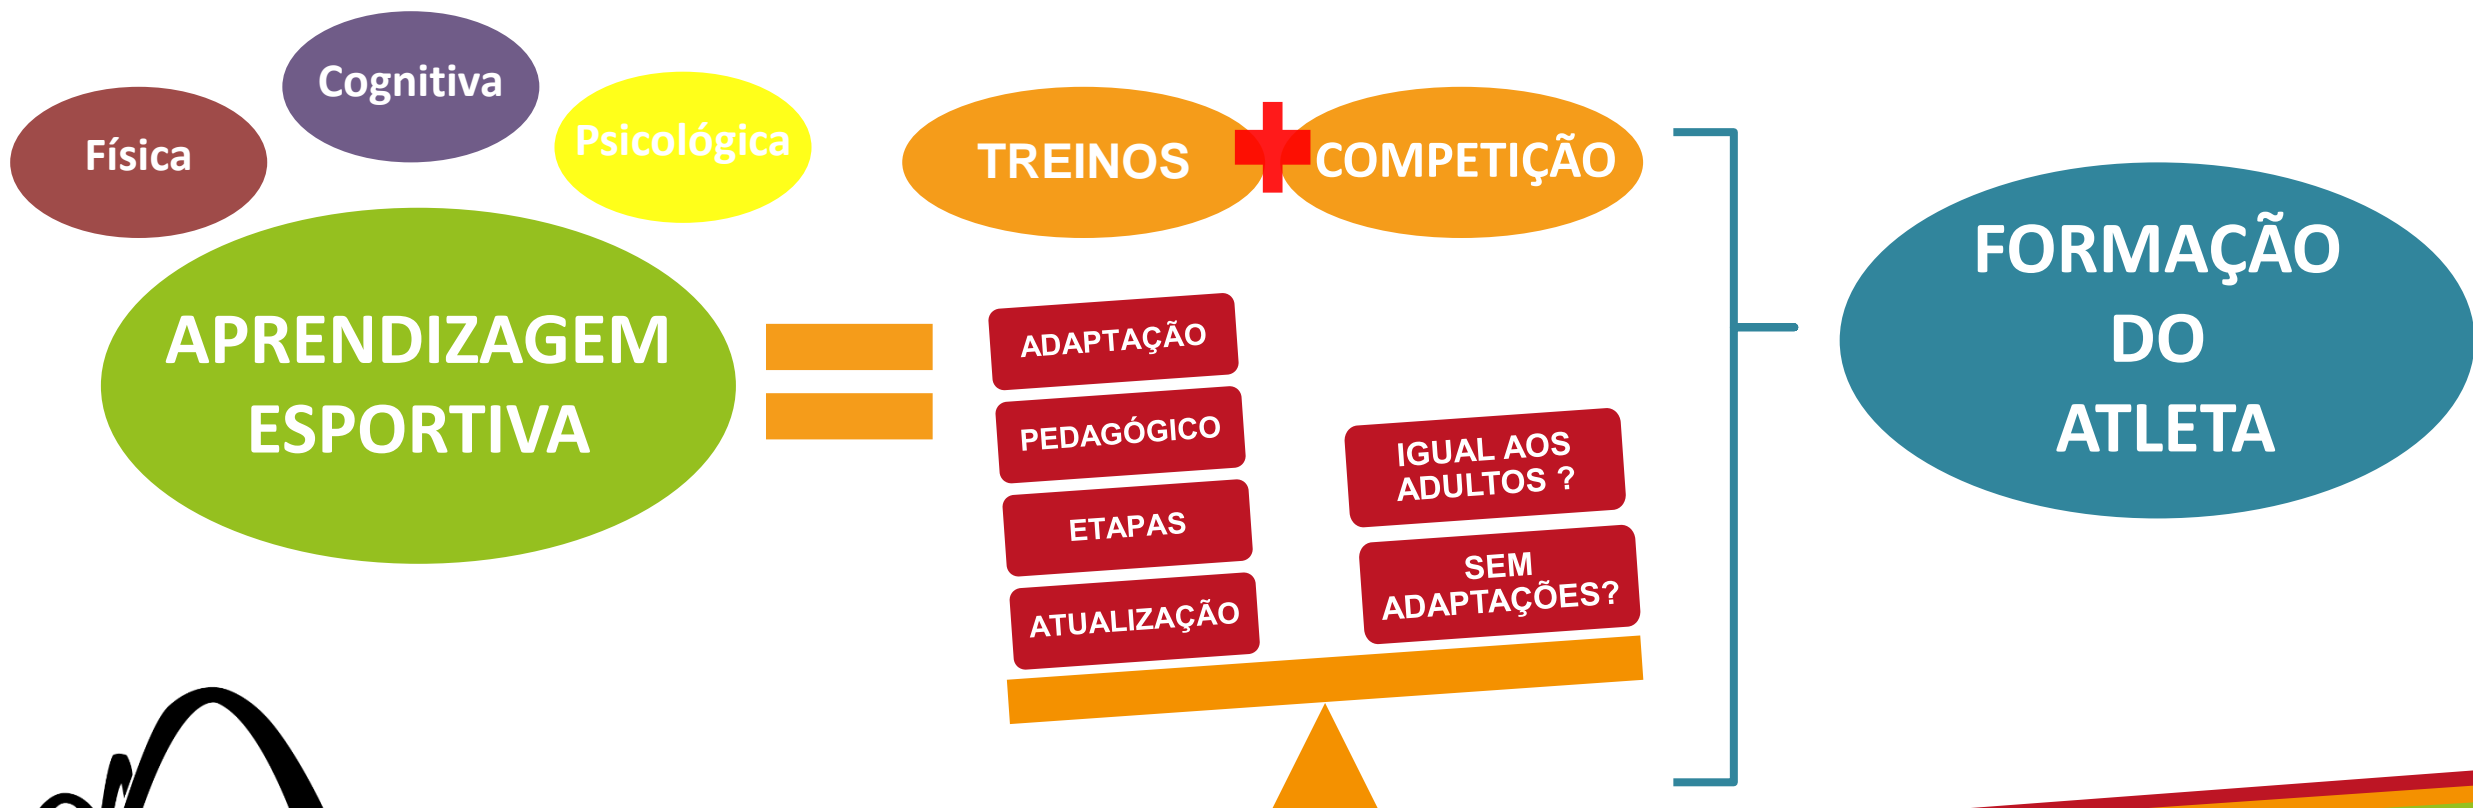 Física
Cognitiva
Psicológica
APRENDIZAGEM
ESPORTIVA
TREINOS
COMPETIÇÃO
ADAPTAÇÃO
PEDAGÓGICO
ETAPAS
ATUALIZAÇÃO
IGUAL AOS
ADULTOS ?
SEM
ADAPTAÇÕES?
FORMAÇÃO
DO
ATLETA